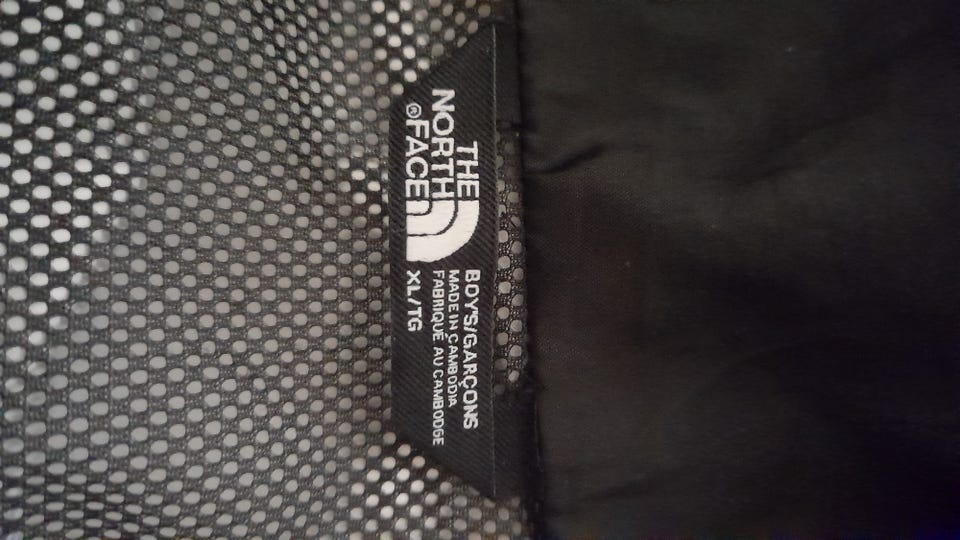 THE
NORTH
®FACE
BOY'S/GARÇONS
MADE IN CAMBODIA
FABRIQUÉ AU CAMBODGE
XL/TG